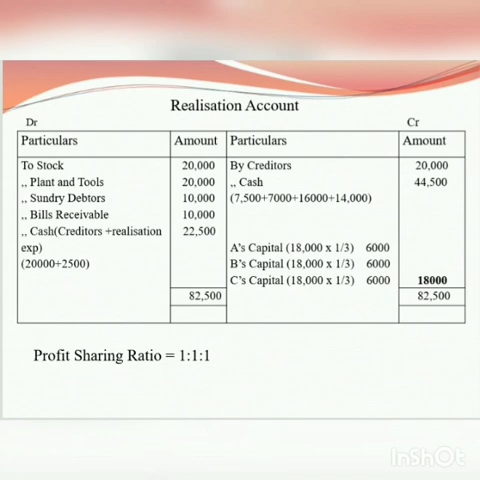 Realisation Account
Dr Cr
Particulars Amount Particulars Amount
To Stock 20,000 By Creditors 20,000
,, Plant and Tools 20,000 ,, Cash 44,500
,, Sundry Debtors 10,000 (7,500+7000+16000+14,000)
,, Bills Receivable 10,000
,, Cash(Creditors +realisation 22,500
exp) A's Capital (18,000 x 1/3) 6000
(20000+2500) B's Capital (18,000 x 1/3) 6000
C's Capital (18,000 x 1/3) 6000 18000
82,500 82,500
Profit Sharing Ratio = 1:1:1
InShOt